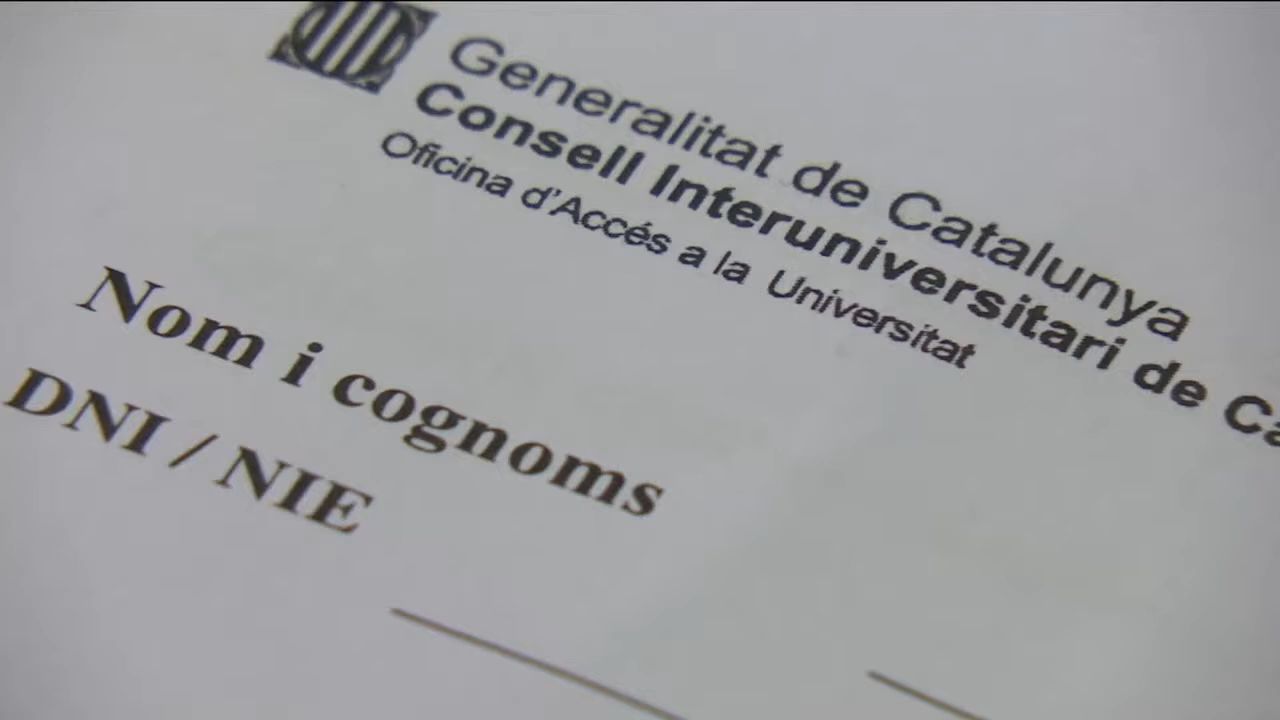 Generalitat de Catalunya
Consell Interuniversitari de Ca
Oficina d'Accés a la Universitat
Nom i cognoms
DNI / NIE